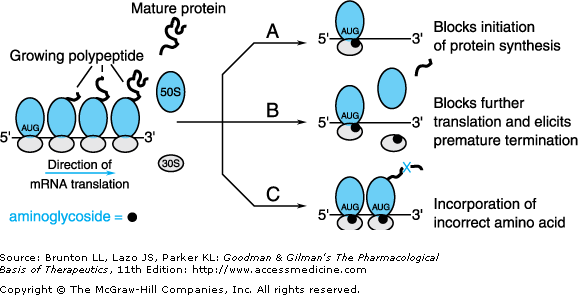 Mature protein
Growing polypeptide
50S
AUG
5'
3'
30S
Direction of
mRNA translation
aminoglycoside =
A
5'
AUG
3'
Blocks initiation
of protein synthesis
B
5'
AUG
3'
Blocks further
translation and elicits
premature termination
C
X
5'
AUG
AUG
3'
Incorporation of
incorrect amino acid
Source: Brunton LL, Lazo JS, Parker KL: Goodman & Gilman's The Pharmacological
Basis of Therapeutics, 11th Edition: http://www.accessmedicine.com
Copyright © The McGraw-Hill Companies, Inc. All rights reserved.